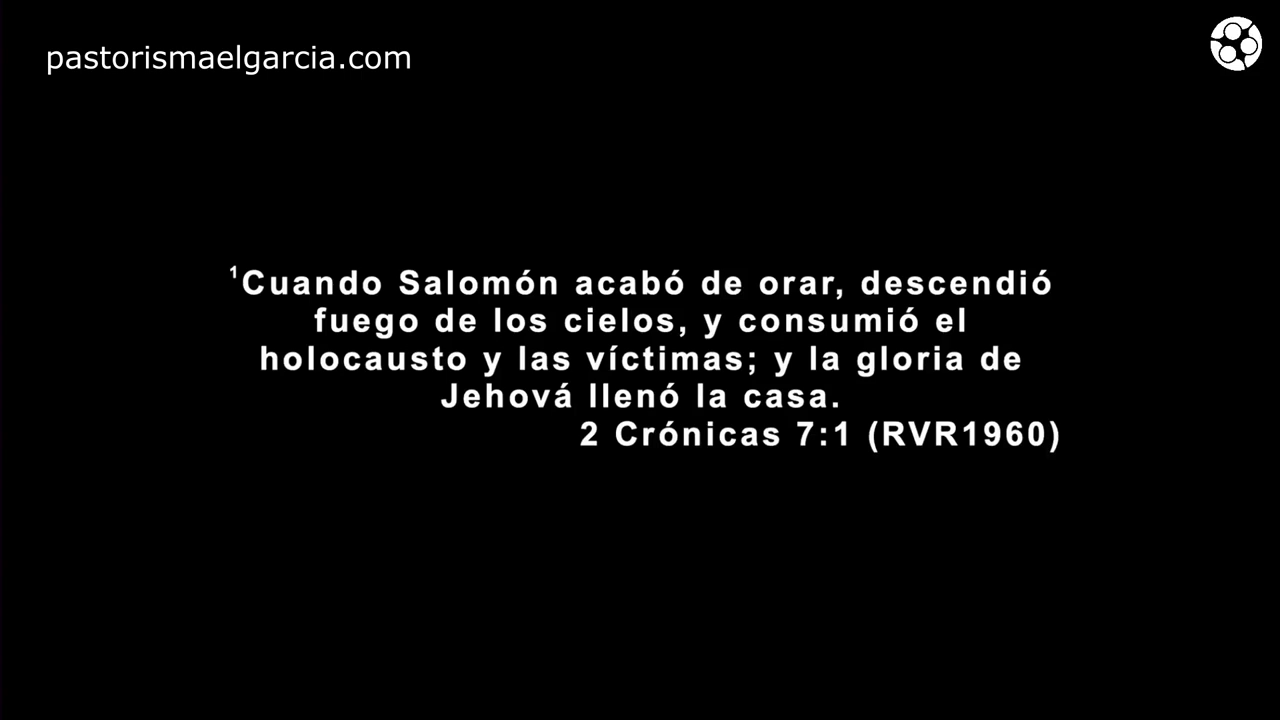 pastorismaelgarcia.com
¹Cuando Salomón acabó de orar, descendió
fuego de los cielos, y consumió el
holocausto y las víctimas; y la gloria de
Jehová llenó la casa.
2 Crónicas 7:1 (RVR1960)